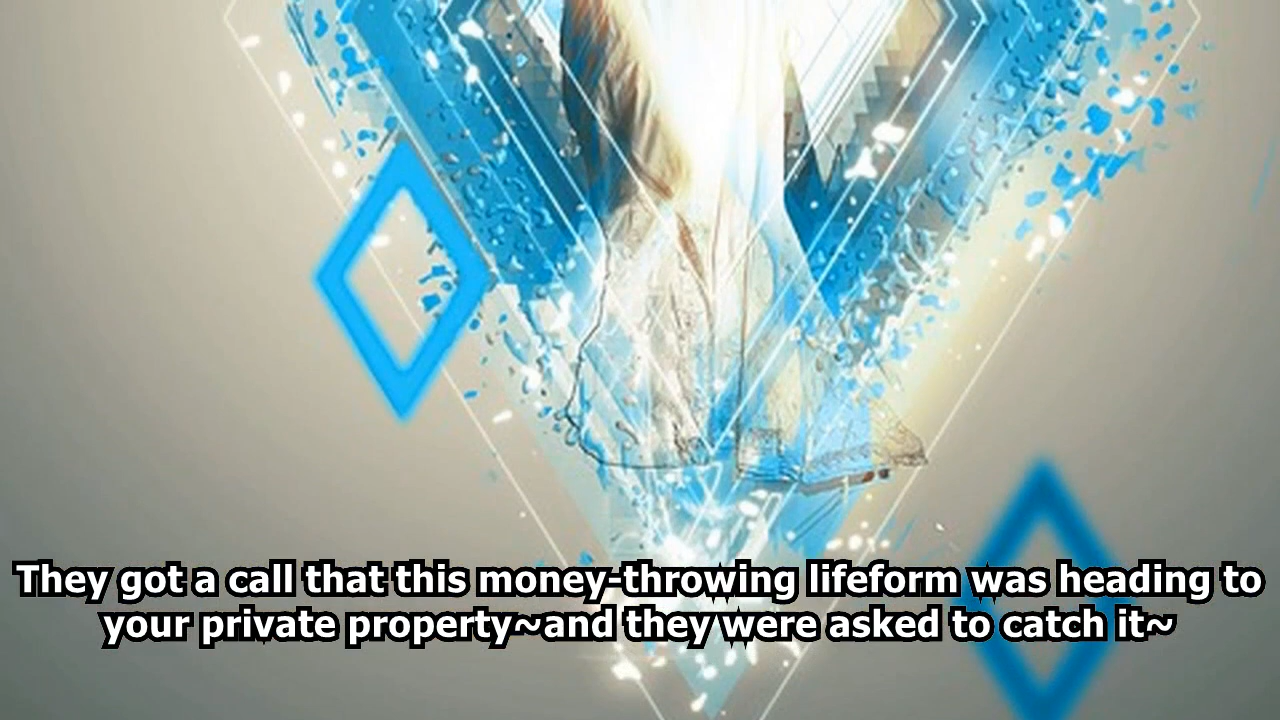 They got a call that this money-throwing lifeform was heading to
your private property~and they were asked to catch it~